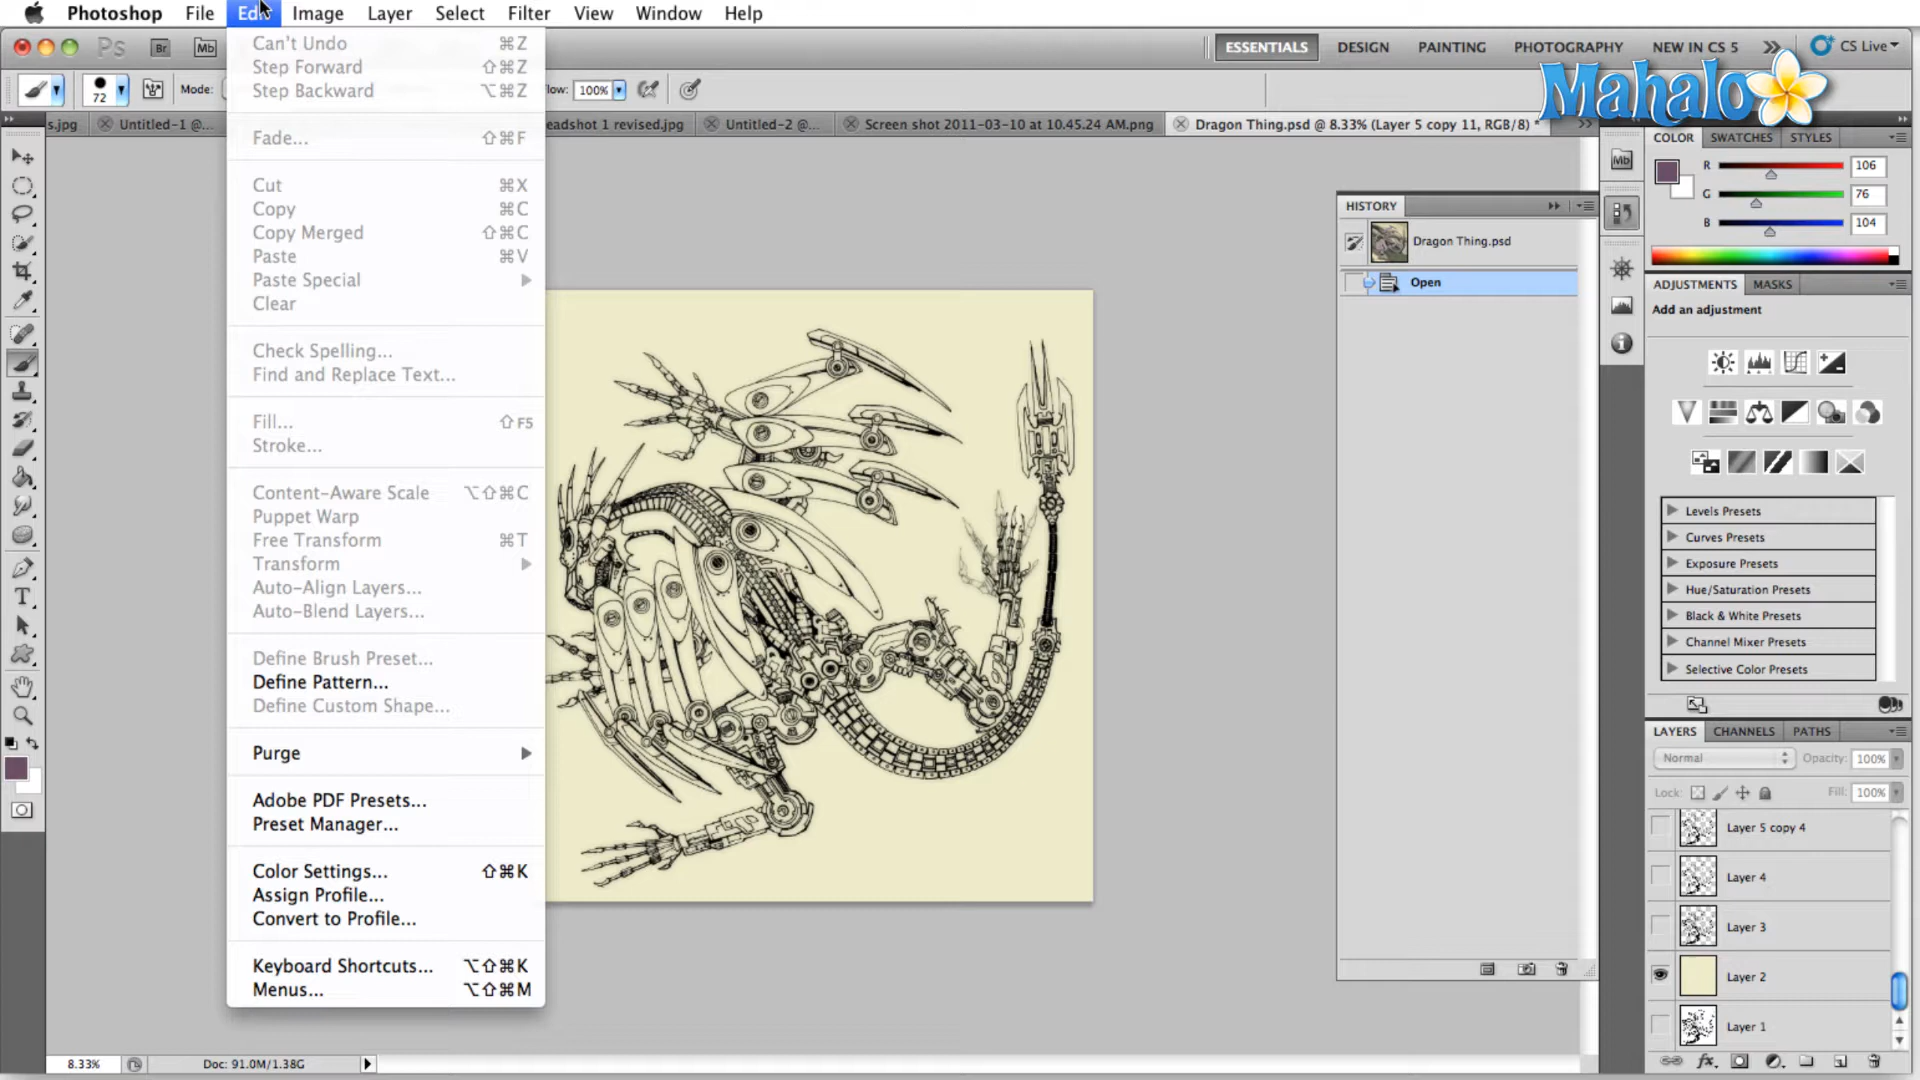 Photoshop File Edit Image Layer Select Filter View Window Help
Ps Br Mb ESSENTIALS DESIGN PAINTING PHOTOGRAPHY NEW IN CS 5 CS Live
72 Mode: low: 100%
Mahalo
s.jpg Untitled-1 @... eadshot 1 revised.jpg Untitled-2 @... Screen shot 2011-03-10 at 10.45.24 AM.png Dragon Thing.psd @ 8.33% (Layer 5 copy 11, RGB/8) *
Can't Undo ⌘Z
Step Forward ⇧⌘Z
Step Backward ⌥⌘Z
Fade... ⇧⌘F
Cut ⌘X
Copy ⌘C
Copy Merged ⇧⌘C
Paste ⌘V
Paste Special
Clear
Check Spelling...
Find and Replace Text...
Fill... ⇧F5
Stroke...
Content-Aware Scale ⌥⇧⌘C
Puppet Warp
Free Transform ⌘T
Transform
Auto-Align Layers...
Auto-Blend Layers...
Define Brush Preset...
Define Pattern...
Define Custom Shape...
Purge
Adobe PDF Presets...
Preset Manager...
Color Settings... ⇧⌘K
Assign Profile...
Convert to Profile...
Keyboard Shortcuts... ⌥⇧⌘K
Menus... ⌥⇧⌘M
HISTORY
Dragon Thing.psd
Open
Mb
COLOR SWATCHES STYLES
R 106
G 76
B 104
ADJUSTMENTS MASKS
Add an adjustment
Levels Presets
Curves Presets
Exposure Presets
Hue/Saturation Presets
Black & White Presets
Channel Mixer Presets
Selective Color Presets
LAYERS CHANNELS PATHS
Normal Opacity: 100%
Lock: Fill: 100%
Layer 5 copy 4
Layer 4
Layer 3
Layer 2
Layer 1
8.33% Doc: 91.0M/1.38G